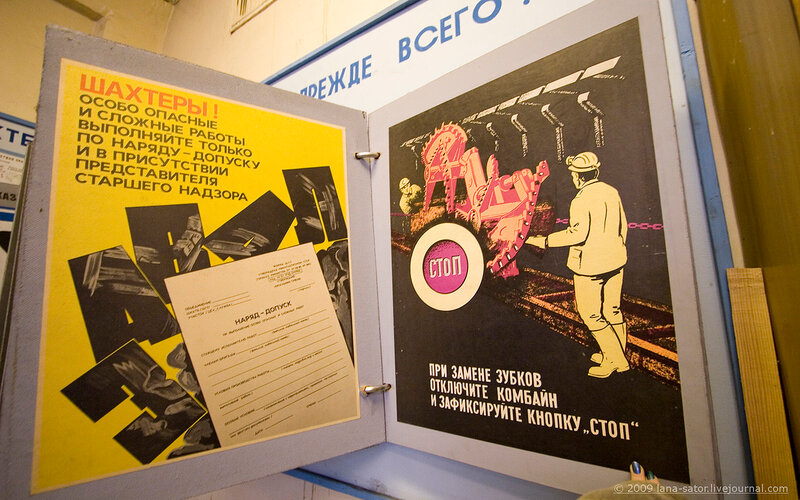 ПРЕЖДЕ ВСЕГО
ШАХТЕРЫ!
ОСОБО ОПАСНЫЕ
И СЛОЖНЫЕ РАБОТЫ
ВЫПОЛНЯЙТЕ ТОЛЬКО
ПО НАРЯДУ-ДОПУСКУ
И В ПРИСУТСТВИИ
ПРЕДСТАВИТЕЛЯ
СТАРШЕГО НАДЗОРА
НАРЯД-ДОПУСК
СТОП
ПРИ ЗАМЕНЕ ЗУБКОВ
ОТКЛЮЧИТЕ КОМБАЙН
И ЗАФИКСИРУЙТЕ КНОПКУ „СТОП"
© 2009 lana-sator.livejournal.com